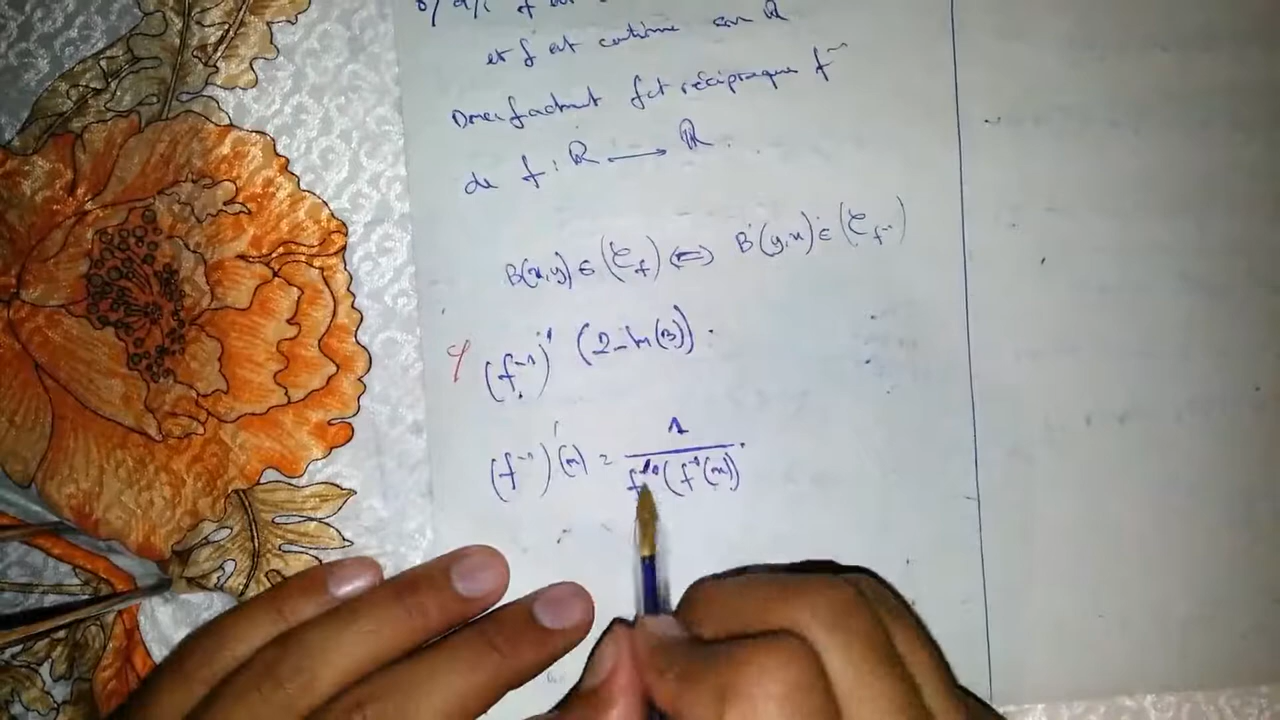 et f est continue sur ℝ
Donc f admet fct réciproque f⁻¹
de f : ℝ ⟶ ℝ.
B(x,y) ∈ (C_f) ⟺ B'(y,x) ∈ (C_f⁻¹)
(f⁻¹)' (2-ln(3)).
(f⁻¹)'(x) = 1 / f'(f⁻¹(x))